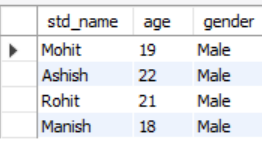 std_name age gender
Mohit 19 Male
Ashish 22 Male
Rohit 21 Male
Manish 18 Male